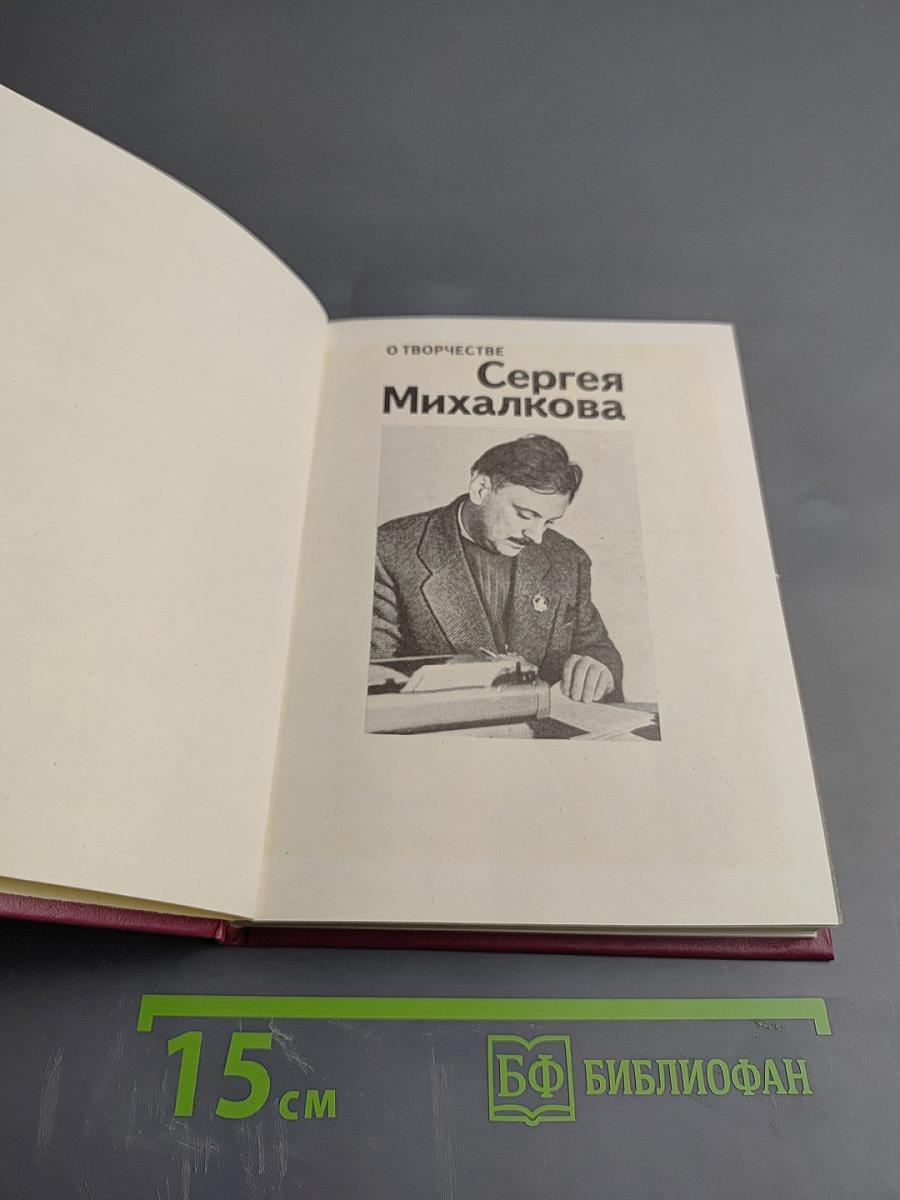 О ТВОРЧЕСТВЕ
Сергея
Михалкова
15 см
БФ БИБЛИОФАН